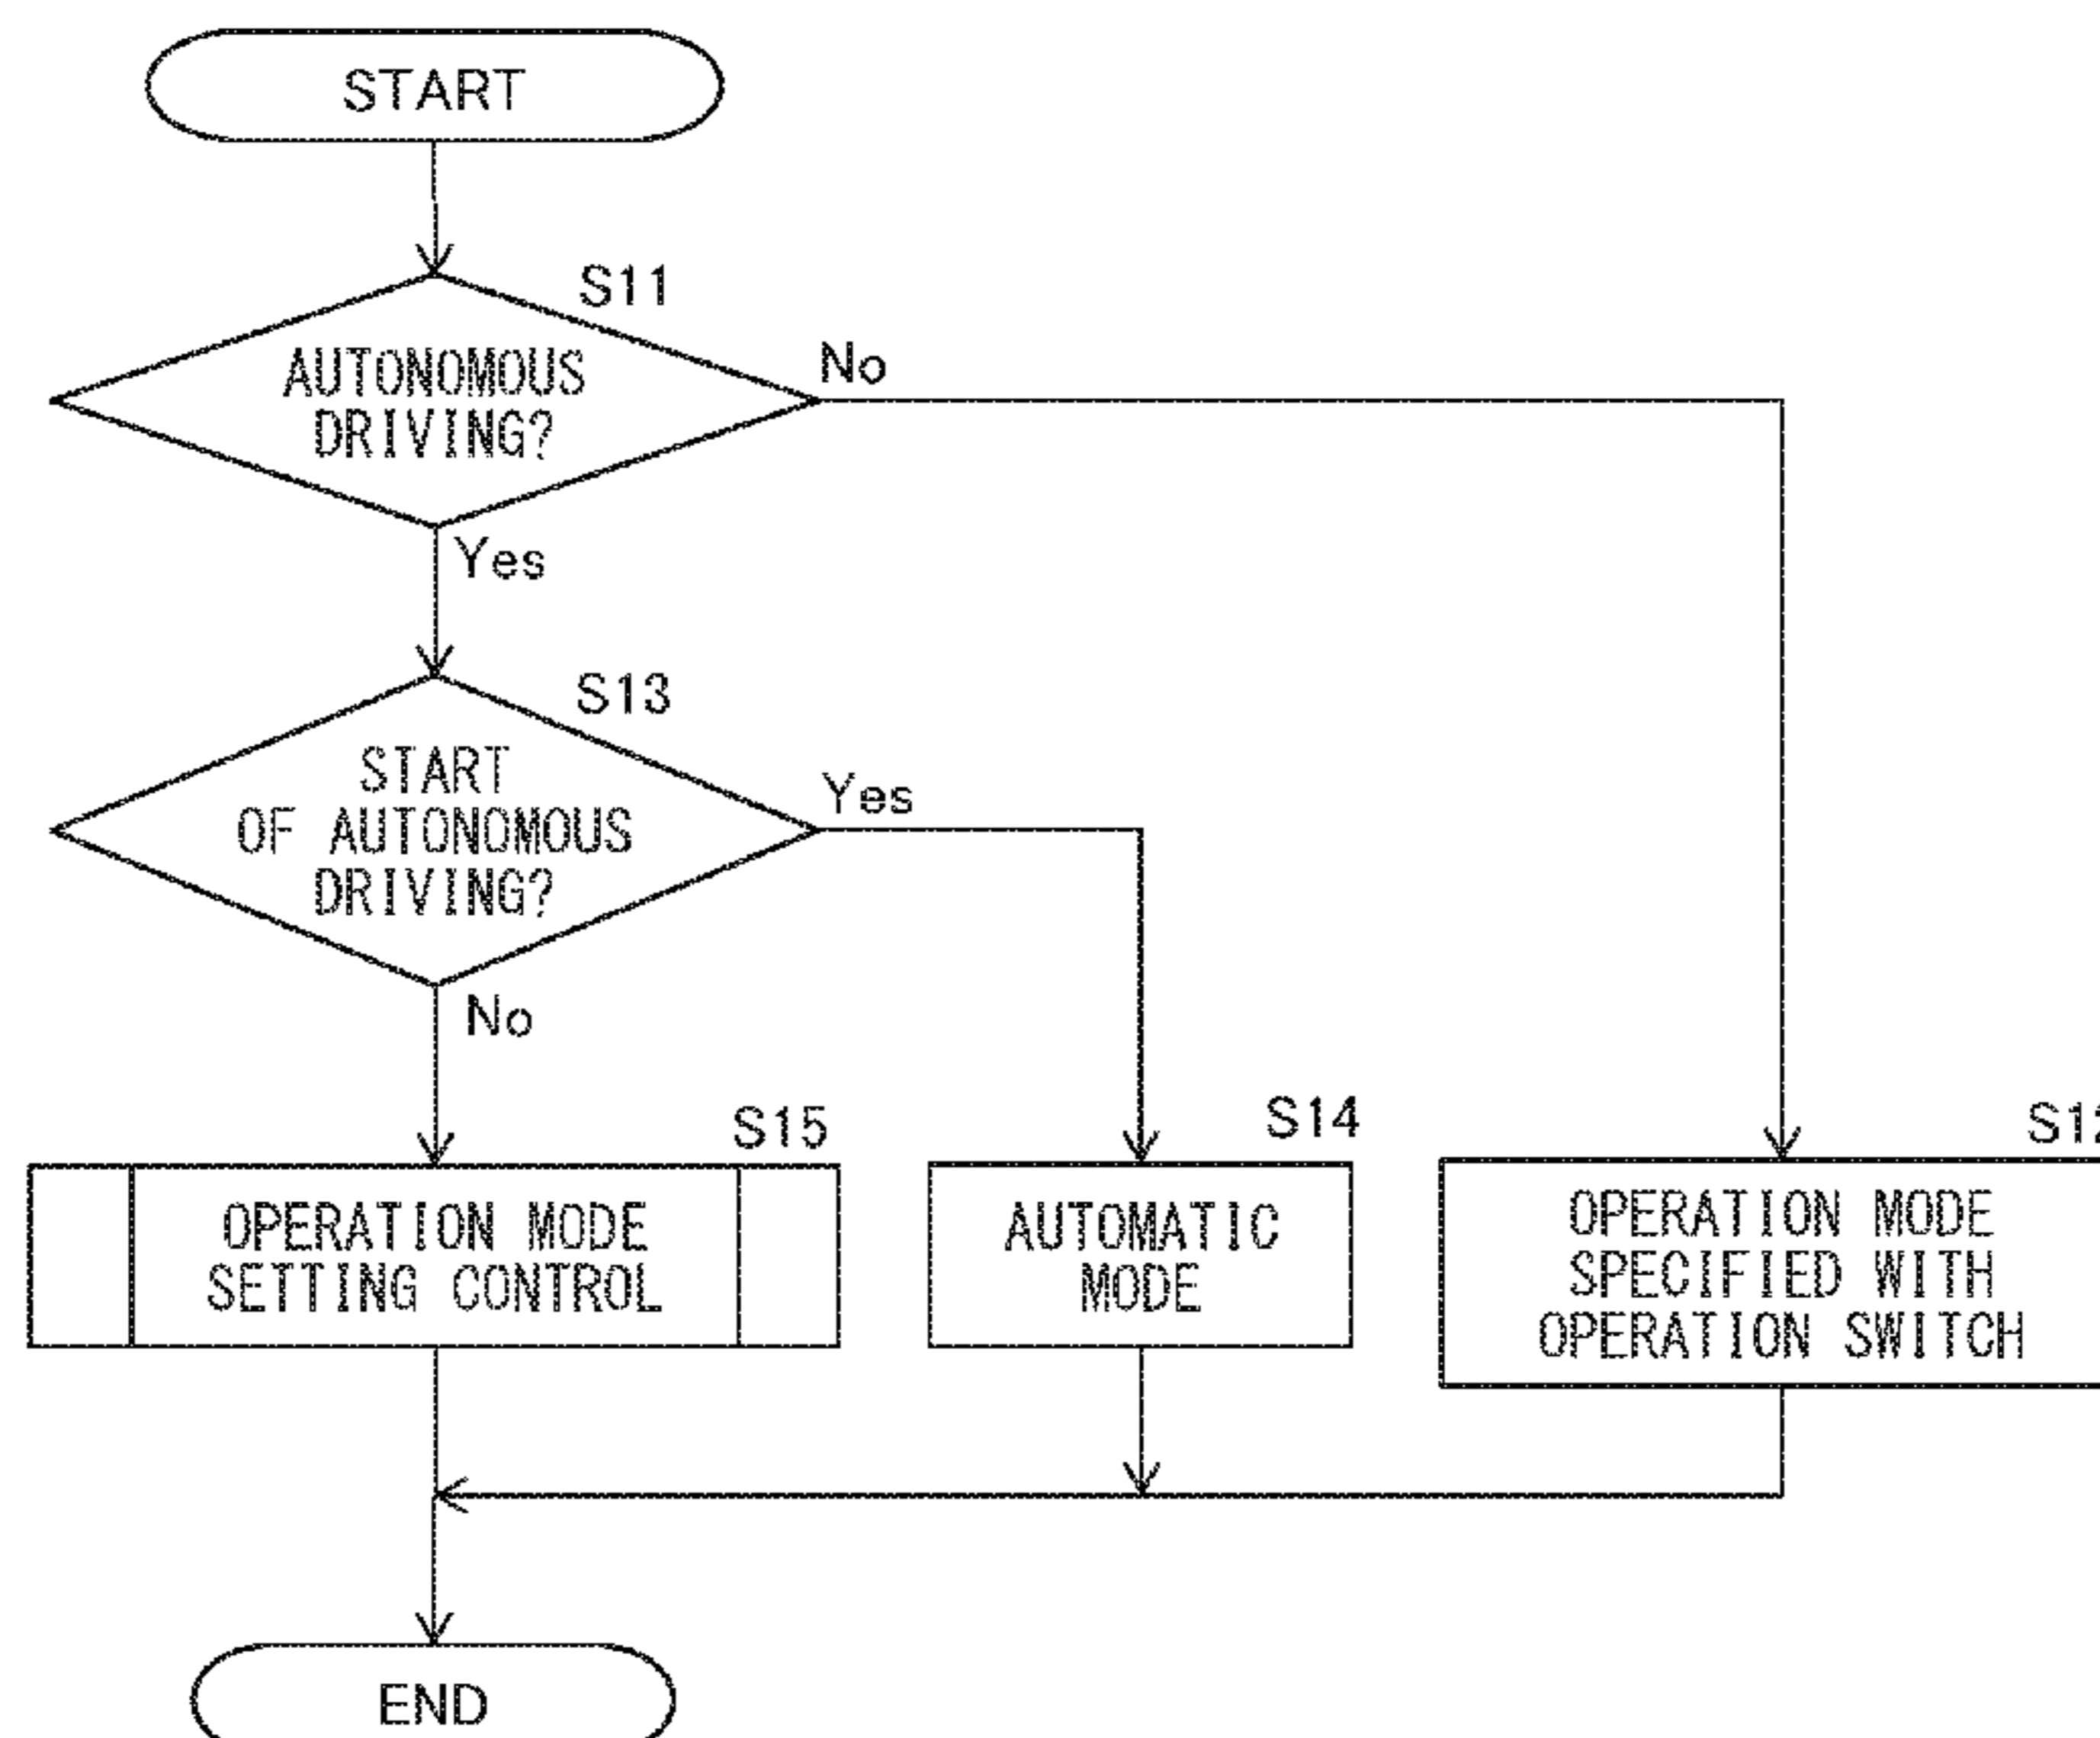 START
S11
AUTONOMOUS
DRIVING?
No
Yes
S13
START
OF AUTONOMOUS
DRIVING?
Yes
No
S15
OPERATION MODE
SETTING CONTROL
S14
AUTOMATIC
MODE
S12
OPERATION MODE
SPECIFIED WITH
OPERATION SWITCH
END